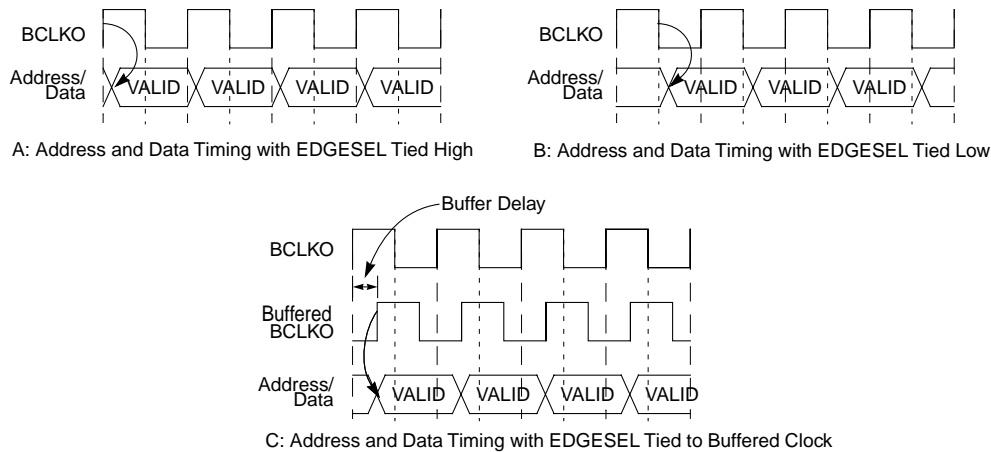 BCLKO
Address/
Data
VALID VALID VALID VALID
A: Address and Data Timing with EDGESEL Tied High
BCLKO
Address/
Data
VALID VALID VALID
B: Address and Data Timing with EDGESEL Tied Low
Buffer Delay
BCLKO
Buffered
BCLKO
Address/
Data
VALID VALID VALID VALID
C: Address and Data Timing with EDGESEL Tied to Buffered Clock